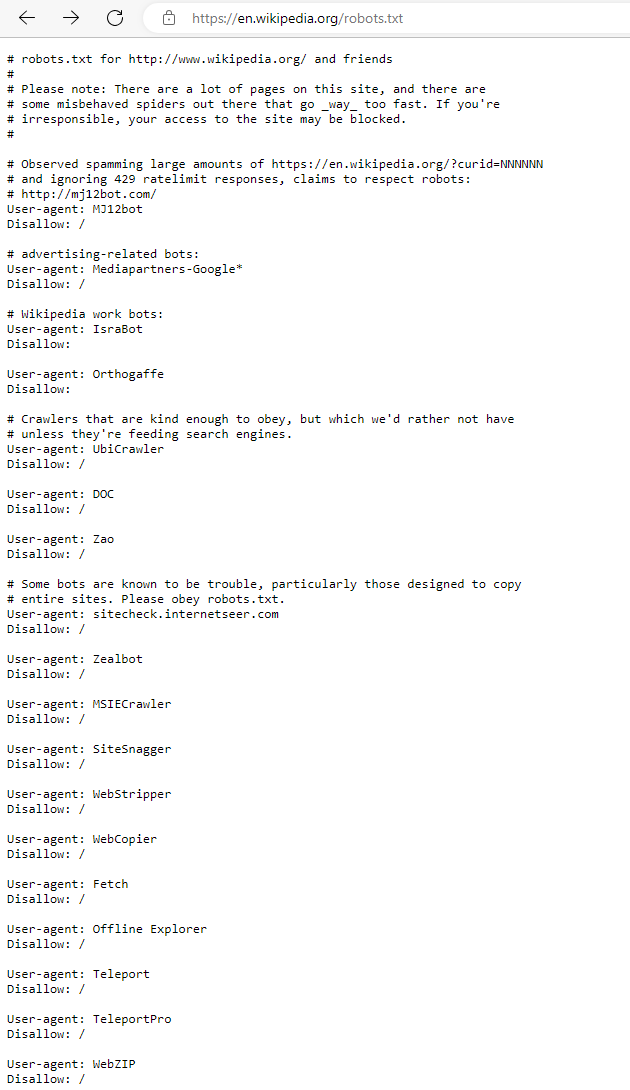 https://en.wikipedia.org/robots.txt
# robots.txt for http://www.wikipedia.org/ and friends
#
# Please note: There are a lot of pages on this site, and there are
# some misbehaved spiders out there that go _way_ too fast. If you're
# irresponsible, your access to the site may be blocked.
#
# Observed spamming large amounts of https://en.wikipedia.org/?curid=NNNNNN
# and ignoring 429 ratelimit responses, claims to respect robots:
# http://mj12bot.com/
User-agent: MJ12bot
Disallow: /
# advertising-related bots:
User-agent: Mediapartners-Google*
Disallow: /
# Wikipedia work bots:
User-agent: IsraBot
Disallow:
User-agent: Orthogaffe
Disallow:
# Crawlers that are kind enough to obey, but which we'd rather not have
# unless they're feeding search engines.
User-agent: UbiCrawler
Disallow: /
User-agent: DOC
Disallow: /
User-agent: Zao
Disallow: /
# Some bots are known to be trouble, particularly those designed to copy
# entire sites. Please obey robots.txt.
User-agent: sitecheck.internetseer.com
Disallow: /
User-agent: Zealbot
Disallow: /
User-agent: MSIECrawler
Disallow: /
User-agent: SiteSnagger
Disallow: /
User-agent: WebStripper
Disallow: /
User-agent: WebCopier
Disallow: /
User-agent: Fetch
Disallow: /
User-agent: Offline Explorer
Disallow: /
User-agent: Teleport
Disallow: /
User-agent: TeleportPro
Disallow: /
User-agent: WebZIP
Disallow: /